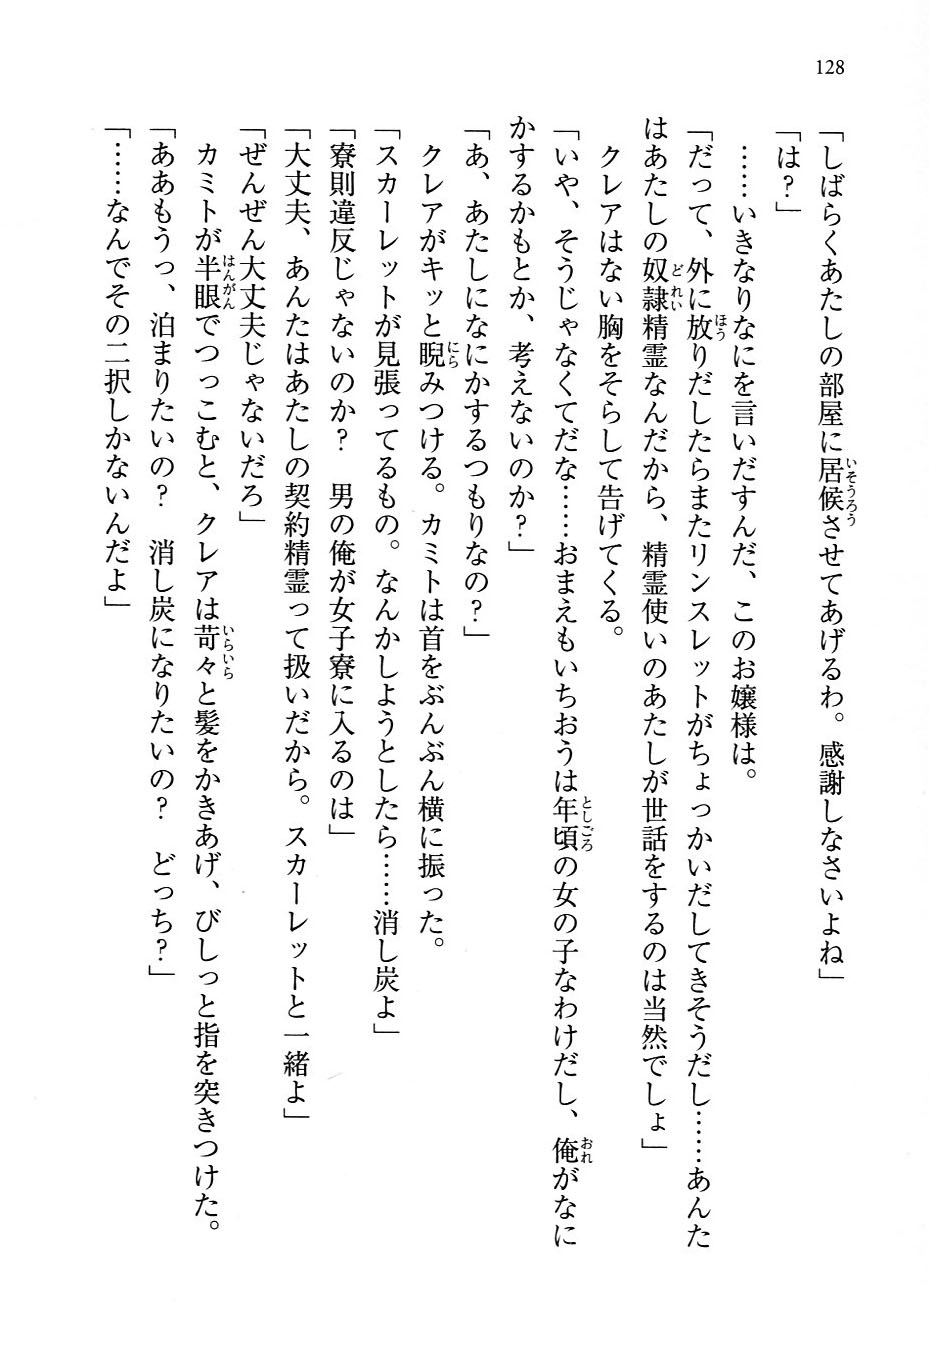 128
「しばらくあたしの部屋に居候させてあげるわ。感謝しなさいよね」
「は？」
……いきなりなにを言いだすんだ、このお嬢様は。
「だって、外に放りだしたらまたリンスレットがちょっかいだしてきそうだし……あんた
はあたしの奴隷精霊なんだから、精霊使いのあたしが世話をするのは当然でしょ」
クレアはない胸をそらして告げてくる。
「いや、そうじゃなくてだな……おまえもいちおうは年頃の女の子なわけだし、俺がなに
かするかもとか、考えないのか？」
「あ、あたしになにかするつもりなの？」
クレアがキッと睨みつける。カミトは首をぶんぶん横に振った。
「スカーレットが見張ってるもの。なんかしようとしたら……消し炭よ」
「寮則違反じゃないのか？　男の俺が女子寮に入るのは」
「大丈夫、あんたはあたしの契約精霊って扱いだから。スカーレットと一緒よ」
「ぜんぜん大丈夫じゃないだろ」
カミトが半眼でつっこむと、クレアは苛々と髪をかきあげ、びしっと指を突きつけた。
「ああもうっ、泊まりたいの？　消し炭になりたいの？　どっち？」
「……なんでその二択しかないんだよ」